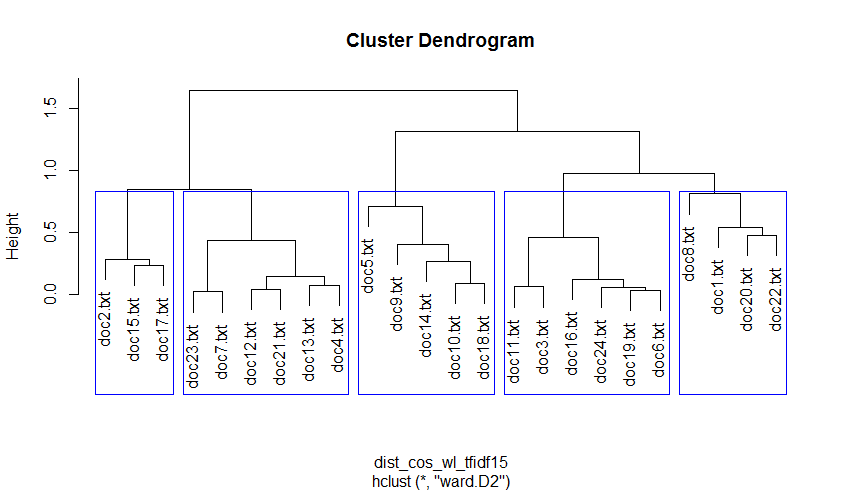 Cluster Dendrogram
Height
0.0
0.5
1.0
1.5
doc2.txt
doc15.txt
doc17.txt
doc23.txt
doc7.txt
doc12.txt
doc21.txt
doc13.txt
doc4.txt
doc5.txt
doc9.txt
doc14.txt
doc10.txt
doc18.txt
doc11.txt
doc3.txt
doc16.txt
doc24.txt
doc19.txt
doc6.txt
doc8.txt
doc1.txt
doc20.txt
doc22.txt
dist_cos_wl_tfidf15
hclust (*, "ward.D2")